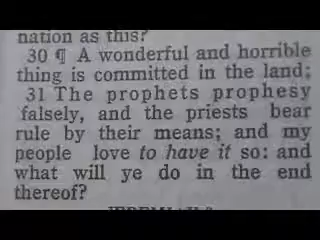 nation as this?
30 ¶ A wonderful and horrible
thing is committed in the land;
31 The prophets prophesy
falsely, and the priests bear
rule by their means; and my
people love to have it so: and
what will ye do in the end
thereof?